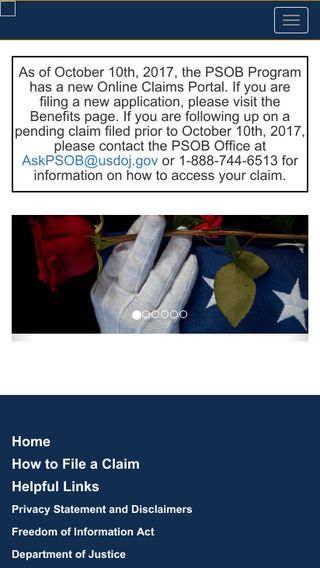 As of October 10th, 2017, the PSOB Program
has a new Online Claims Portal. If you are
filing a new application, please visit the
Benefits page. If you are following up on a
pending claim filed prior to October 10th, 2017,
please contact the PSOB Office at
AskPSOB@usdoj.gov or 1-888-744-6513 for
information on how to access your claim.
Home
How to File a Claim
Helpful Links
Privacy Statement and Disclaimers
Freedom of Information Act
Department of Justice